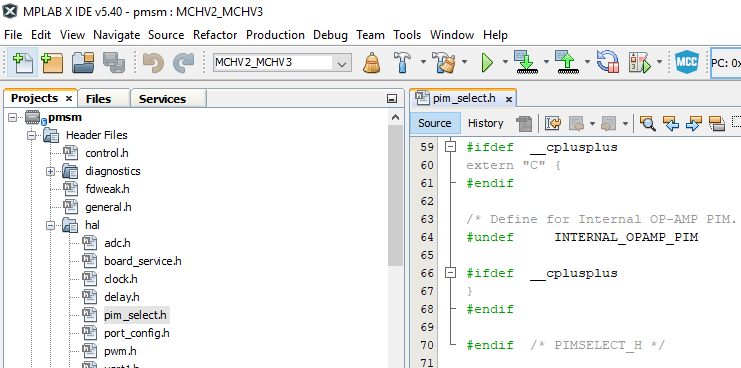 MPLAB X IDE v5.40 - pmsm : MCHV2_MCHV3
File Edit View Navigate Source Refactor Production Debug Team Tools Window Help
MCHV2_MCHV3
MCC
PC: 0x
Projects x Files Services
pmsm
Header Files
control.h
diagnostics
fdweak.h
general.h
hal
adc.h
board_service.h
clock.h
delay.h
pim_select.h
port_config.h
pwm.h
pim_select.h x
Source History
59 #ifdef __cplusplus
60 extern "C" {
61 #endif
62
63 /* Define for Internal OP-AMP PIM.
64 #undef INTERNAL_OPAMP_PIM
65
66 #ifdef __cplusplus
67 }
68 #endif
69
70 #endif /* PIMSELECT_H */
71